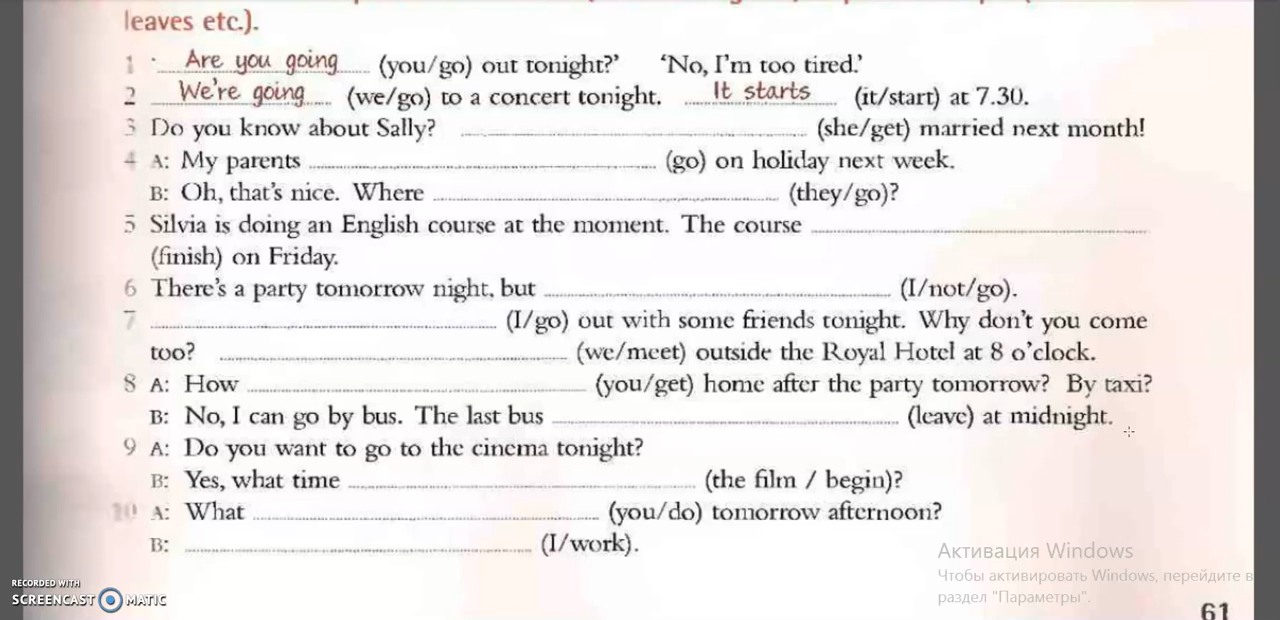 leaves etc.).
1 ' Are you going (you/go) out tonight?' 'No, I'm too tired.'
2 We're going (we/go) to a concert tonight. It starts (it/start) at 7.30.
3 Do you know about Sally? (she/get) married next month!
4 A: My parents (go) on holiday next week.
B: Oh, that's nice. Where (they/go)?
5 Silvia is doing an English course at the moment. The course
(finish) on Friday.
6 There's a party tomorrow night, but (I/not/go).
7 (I/go) out with some friends tonight. Why don't you come
too? (we/meet) outside the Royal Hotel at 8 o'clock.
8 A: How (you/get) home after the party tomorrow? By taxi?
B: No, I can go by bus. The last bus (leave) at midnight.
9 A: Do you want to go to the cinema tonight?
B: Yes, what time (the film / begin)?
10 A: What (you/do) tomorrow afternoon?
B: (I/work).
Активация Windows
Чтобы активировать Windows, перейдите в
раздел "Параметры".
RECORDED WITH
SCREENCAST MATIC
61